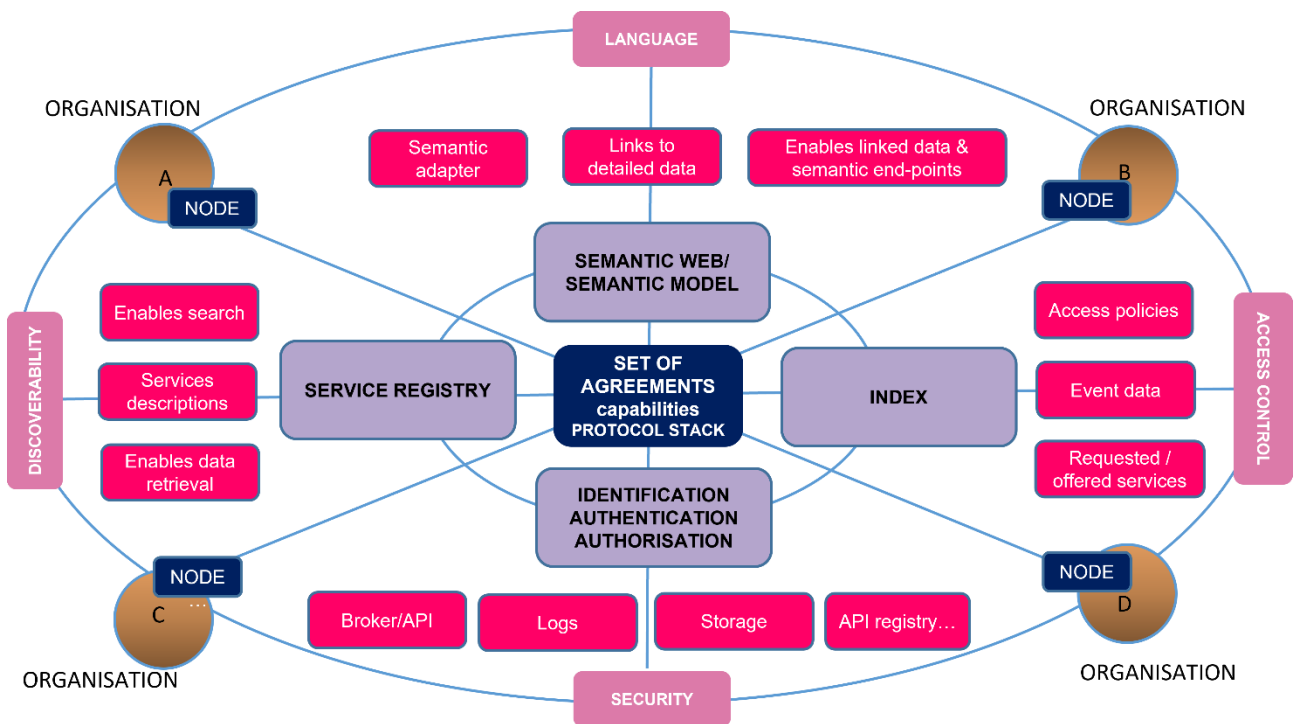 LANGUAGE
ORGANISATION
ORGANISATION
A
NODE
Semantic
adapter
Links to
detailed data
Enables linked data &
semantic end-points
B
NODE
SEMANTIC WEB/
SEMANTIC MODEL
DISCOVERABILITY
Enables search
Services
descriptions
Enables data
retrieval
SERVICE REGISTRY
SET OF
AGREEMENTS
capabilities
PROTOCOL STACK
INDEX
Access policies
Event data
Requested /
offered services
ACCESS CONTROL
IDENTIFICATION
AUTHENTICATION
AUTHORISATION
NODE
...
C
ORGANISATION
Broker/API
Logs
Storage
API registry…
NODE
D
ORGANISATION
SECURITY